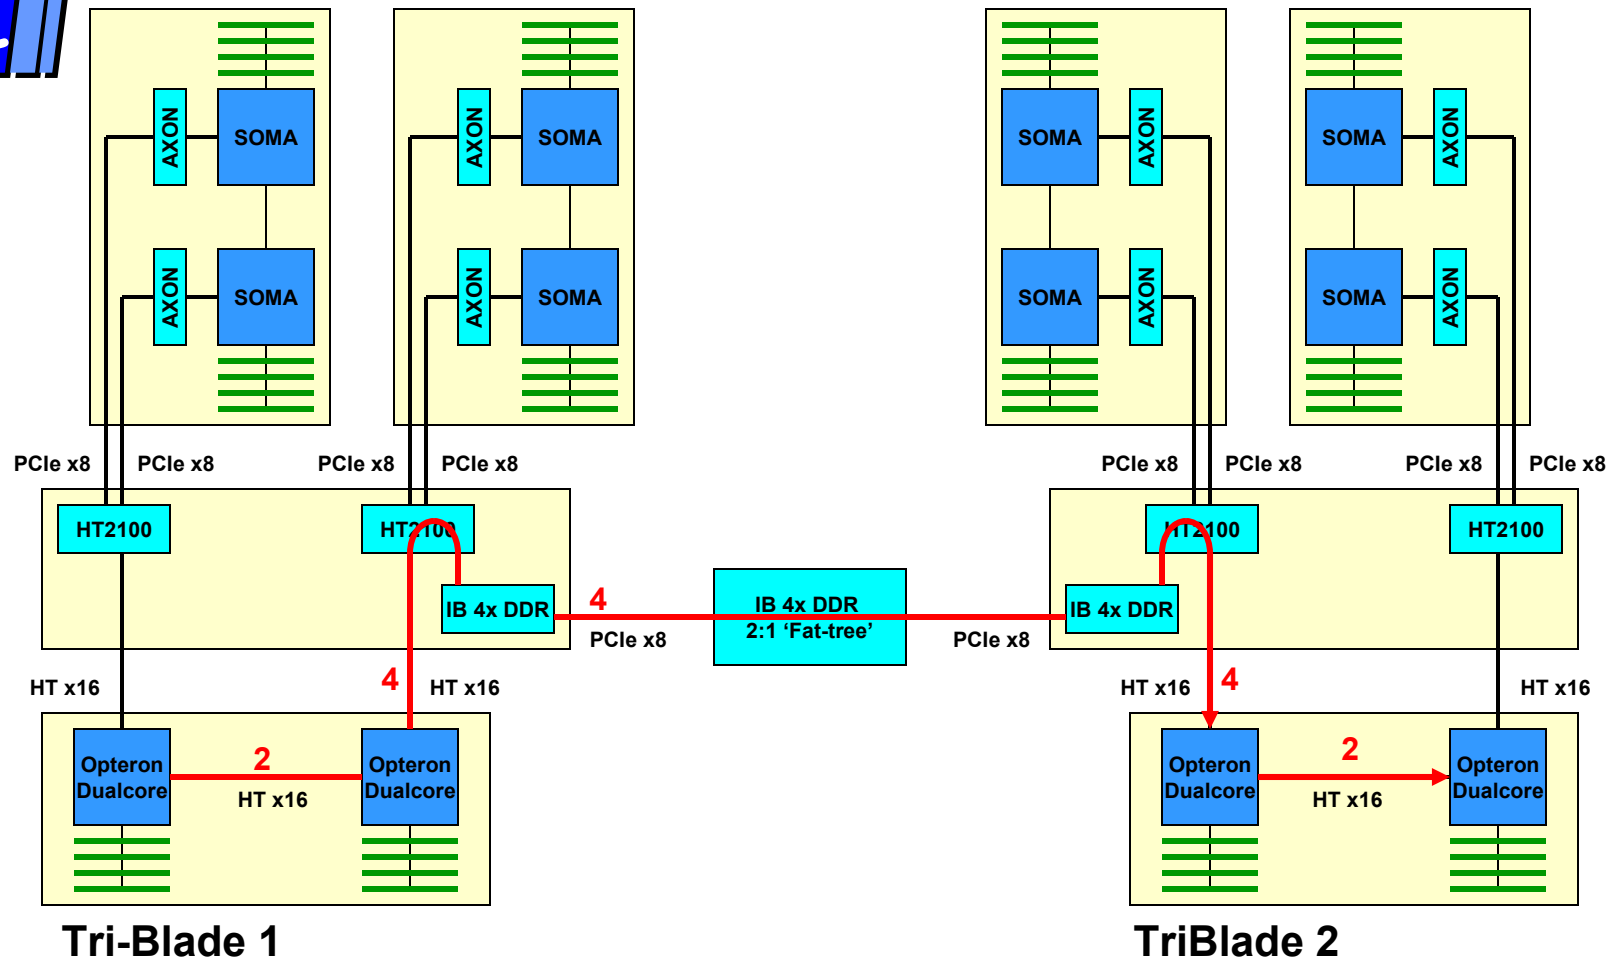 AXON SOMA AXON SOMA SOMA AXON SOMA AXON
AXON SOMA AXON SOMA SOMA AXON SOMA AXON
PCIe x8 PCIe x8 PCIe x8 PCIe x8 PCIe x8 PCIe x8 PCIe x8 PCIe x8
HT2100 HT2100 HT2100 HT2100
IB 4x DDR 4 IB 4x DDR IB 4x DDR
2:1 ‘Fat-tree’
PCIe x8 PCIe x8
HT x16 4 HT x16 HT x16 4 HT x16
Opteron 2 Opteron Opteron 2 Opteron
Dualcore HT x16 Dualcore Dualcore HT x16 Dualcore
Tri-Blade 1 TriBlade 2